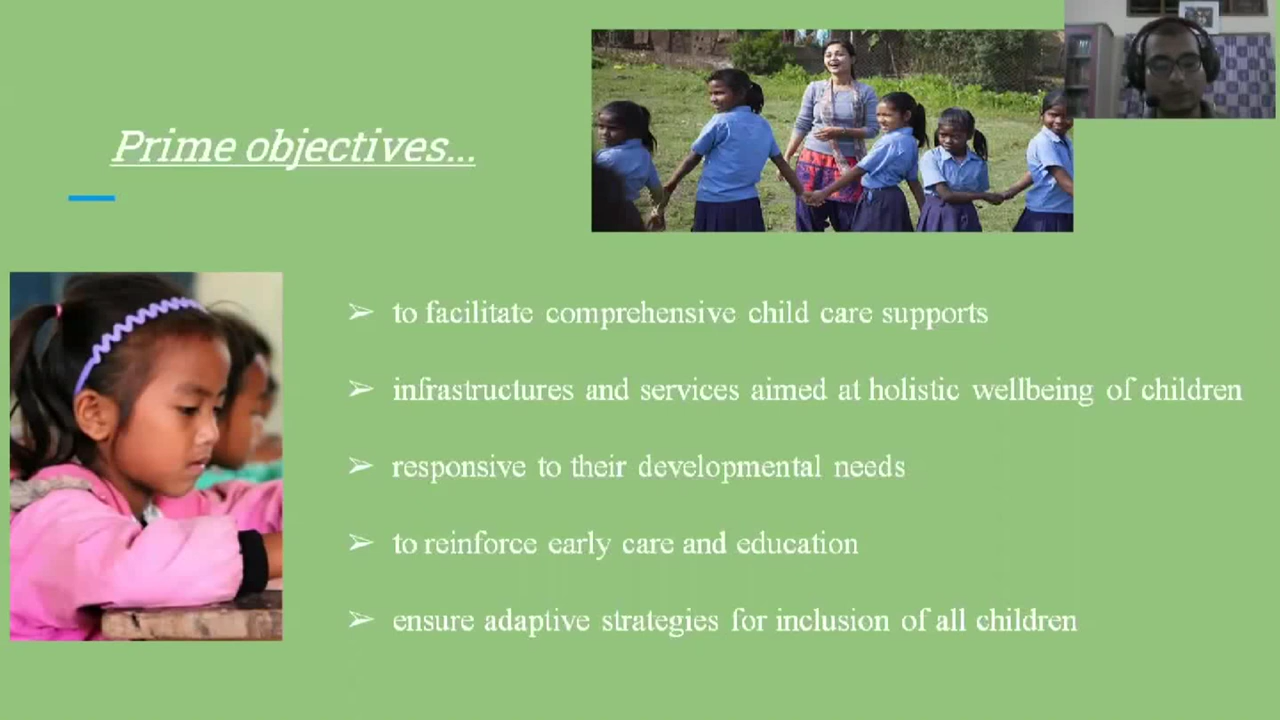 Prime objectives...
➢ to facilitate comprehensive child care supports
➢ infrastructures and services aimed at holistic wellbeing of children
➢ responsive to their developmental needs
➢ to reinforce early care and education
➢ ensure adaptive strategies for inclusion of all children